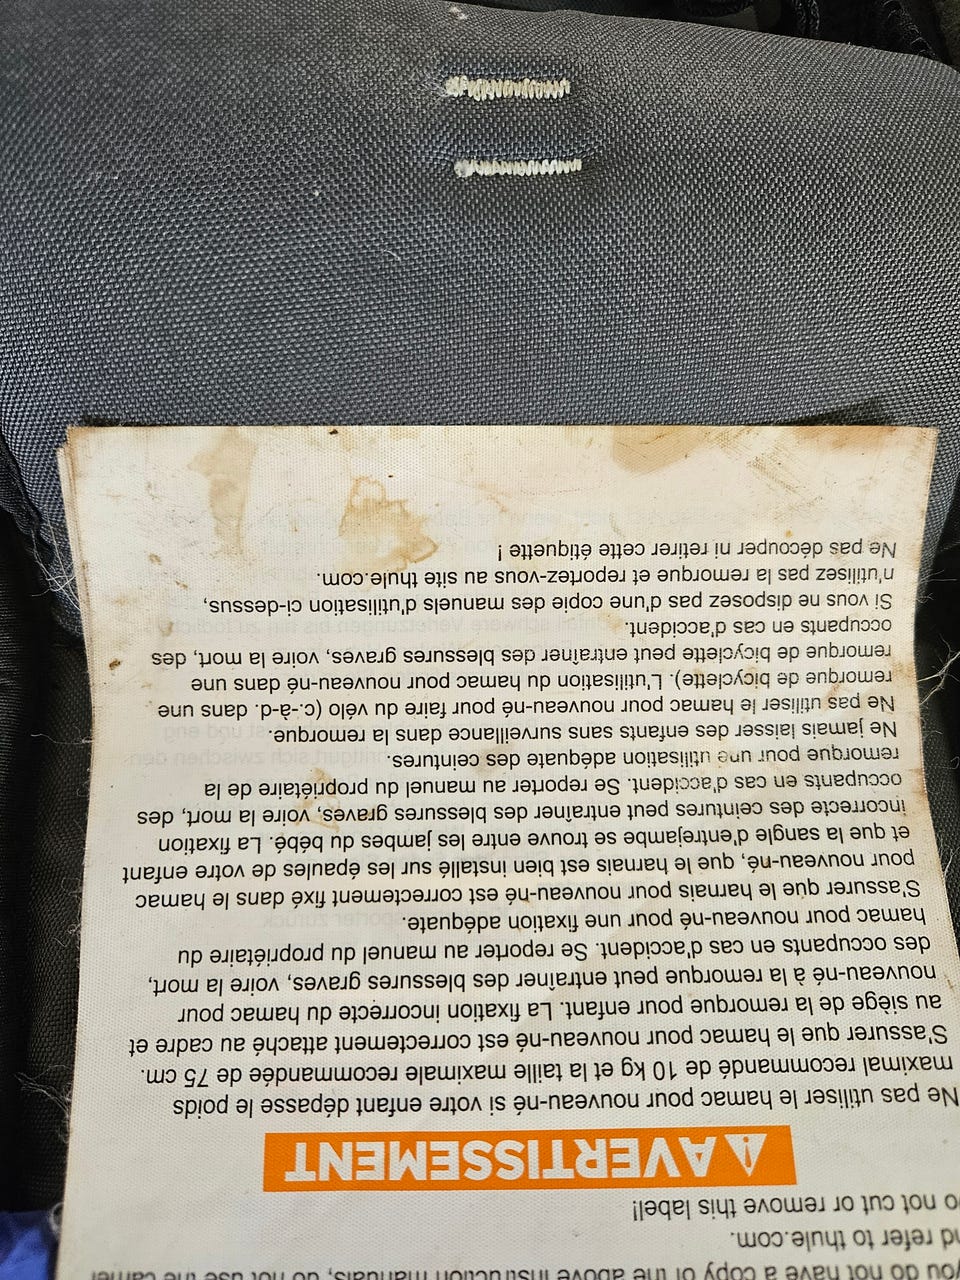 you do not have a copy of the above instruction manuals, do not use the carrier
and refer to thule.com.
Do not cut or remove this label!!
AVERTISSEMENT
Ne pas utiliser le hamac pour nouveau-né si votre enfant dépasse le poids
maximal recommandé de 10 kg et la taille maximale recommandée de 75 cm.
S'assurer que le hamac pour nouveau-né est correctement attaché au cadre et
au siège de la remorque pour enfant. La fixation incorrecte du hamac pour
nouveau-né à la remorque peut entraîner des blessures graves, voire la mort,
des occupants en cas d'accident. Se reporter au manuel du propriétaire du
hamac pour nouveau-né pour une fixation adéquate.
S'assurer que le harnais pour nouveau-né est correctement fixé dans le hamac
pour nouveau-né, que le harnais est bien installé sur les épaules de votre enfant
et que la sangle d'entrejambe se trouve entre les jambes du bébé. La fixation
incorrecte des ceintures peut entraîner des blessures graves, voire la mort, des
occupants en cas d'accident. Se reporter au manuel du propriétaire de la
remorque pour une utilisation adéquate des ceintures.
Ne jamais laisser des enfants sans surveillance dans la remorque.
Ne pas utiliser le hamac pour nouveau-né pour faire du vélo (c.-à-d. dans une
remorque de bicyclette). L'utilisation du hamac pour nouveau-né dans une
remorque de bicyclette peut entraîner des blessures graves, voire la mort, des
occupants en cas d'accident.
Si vous ne disposez pas d'une copie des manuels d'utilisation ci-dessus,
n'utilisez pas la remorque et reportez-vous au site thule.com.
Ne pas découper ni retirer cette étiquette !